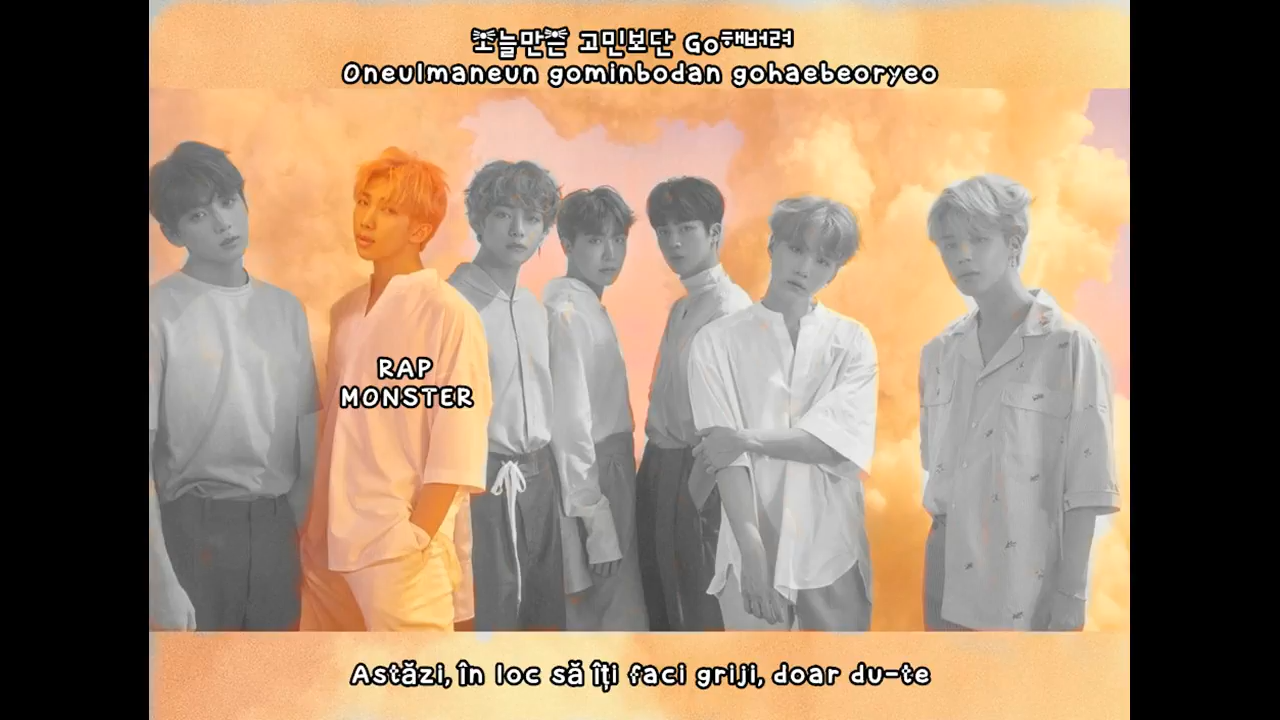 오늘만은 고민보단 Go해버려
Oneulmaneun gominbodan gohaebeoryeo
RAP
MONSTER
Astăzi, în loc să îți faci griji, doar du-te